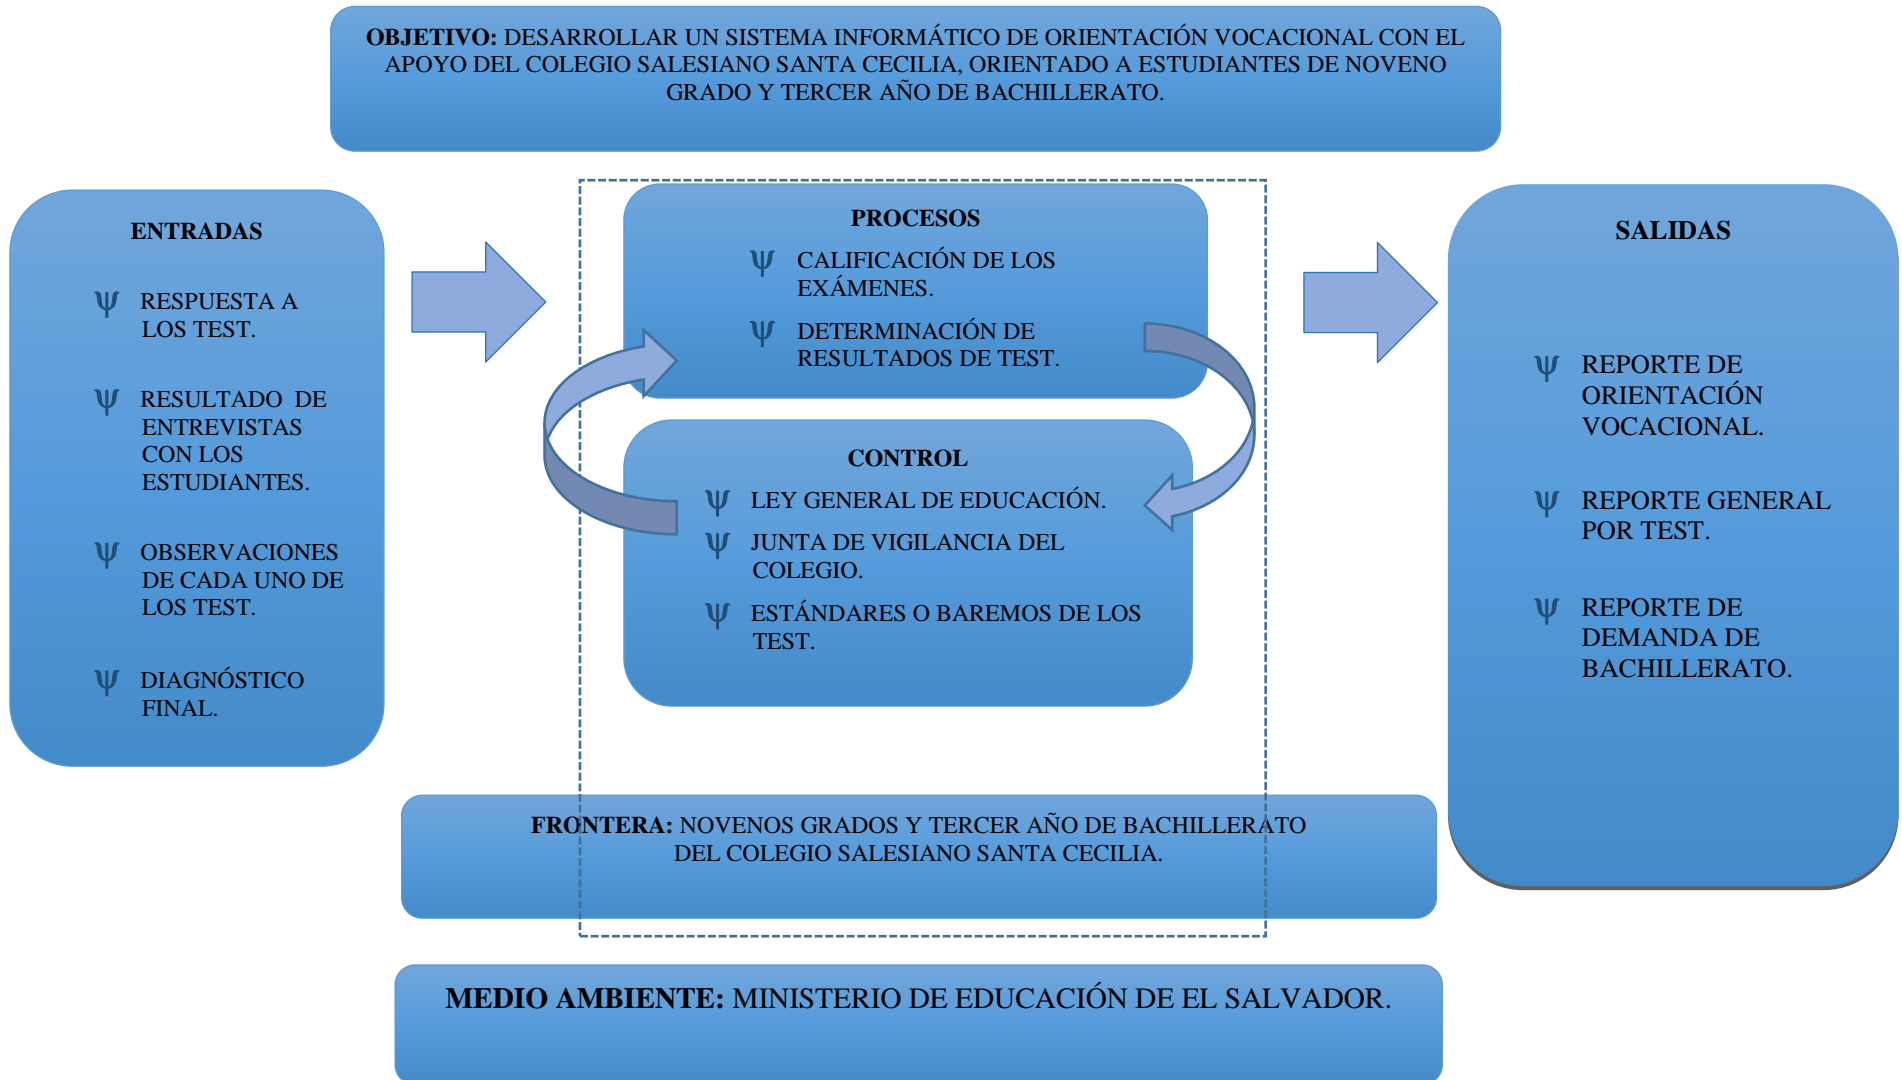 OBJETIVO: DESARROLLAR UN SISTEMA INFORMÁTICO DE ORIENTACIÓN VOCACIONAL CON EL
APOYO DEL COLEGIO SALESIANO SANTA CECILIA, ORIENTADO A ESTUDIANTES DE NOVENO
GRADO Y TERCER AÑO DE BACHILLERATO.
ENTRADAS
Ψ RESPUESTA A
LOS TEST.
Ψ RESULTADO DE
ENTREVISTAS
CON LOS
ESTUDIANTES.
Ψ OBSERVACIONES
DE CADA UNO DE
LOS TEST.
Ψ DIAGNÓSTICO
FINAL.
PROCESOS
Ψ CALIFICACIÓN DE LOS
EXÁMENES.
Ψ DETERMINACIÓN DE
RESULTADOS DE TEST.
CONTROL
Ψ LEY GENERAL DE EDUCACIÓN.
Ψ JUNTA DE VIGILANCIA DEL
COLEGIO.
Ψ ESTÁNDARES O BAREMOS DE LOS
TEST.
SALIDAS
Ψ REPORTE DE
ORIENTACIÓN
VOCACIONAL.
Ψ REPORTE GENERAL
POR TEST.
Ψ REPORTE DE
DEMANDA DE
BACHILLERATO.
FRONTERA: NOVENOS GRADOS Y TERCER AÑO DE BACHILLERATO
DEL COLEGIO SALESIANO SANTA CECILIA.
MEDIO AMBIENTE: MINISTERIO DE EDUCACIÓN DE EL SALVADOR.